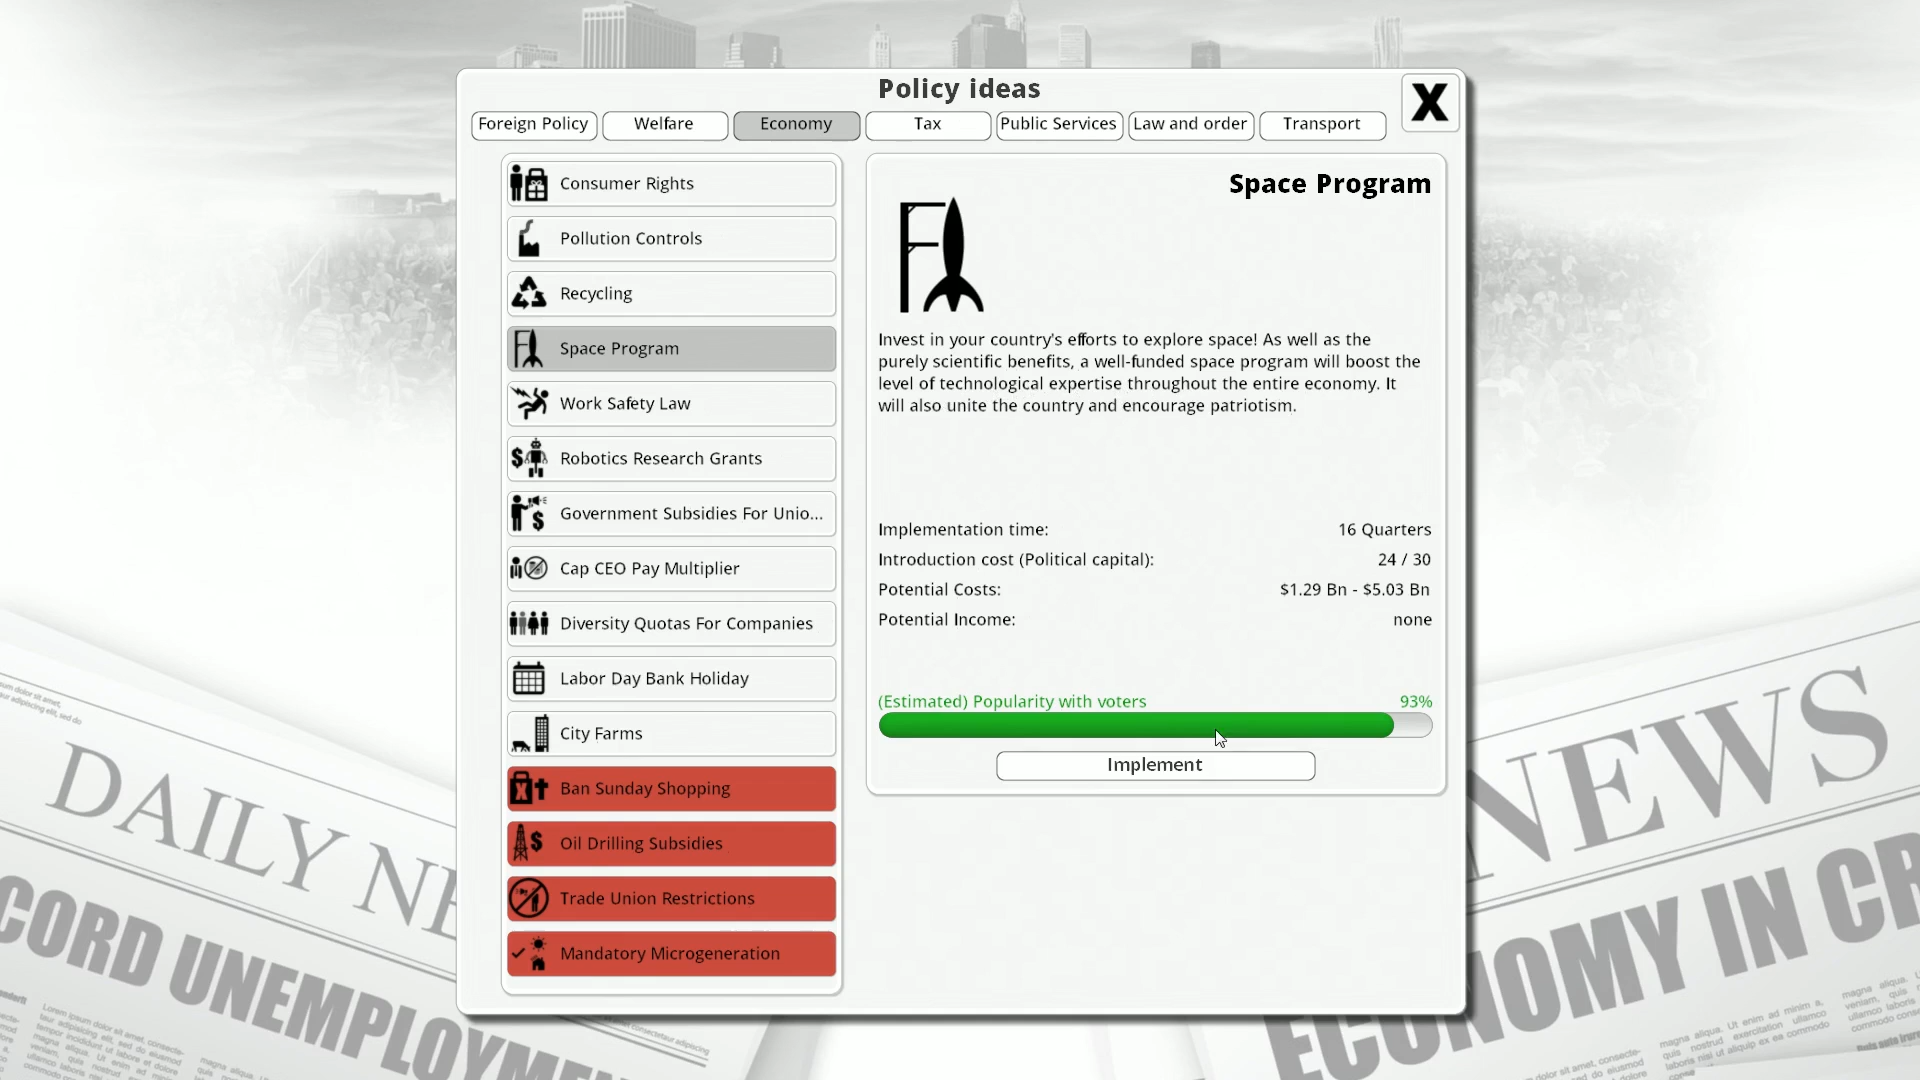 Policy ideas
X
Foreign Policy
Welfare
Economy
Tax
Public Services
Law and order
Transport
Consumer Rights
Pollution Controls
Recycling
Space Program
Work Safety Law
Robotics Research Grants
Government Subsidies For Unio...
Cap CEO Pay Multiplier
Diversity Quotas For Companies
Labor Day Bank Holiday
City Farms
Ban Sunday Shopping
Oil Drilling Subsidies
Trade Union Restrictions
Mandatory Microgeneration
Space Program
Invest in your country's efforts to explore space! As well as the
purely scientific benefits, a well-funded space program will boost the
level of technological expertise throughout the entire economy. It
will also unite the country and encourage patriotism.
Implementation time: 16 Quarters
Introduction cost (Political capital): 24 / 30
Potential Costs: $1.29 Bn - $5.03 Bn
Potential Income: none
(Estimated) Popularity with voters 93%
Implement
DAILY NE
CORD UNEMPLOYME
NEWS
ECONOMY IN CR